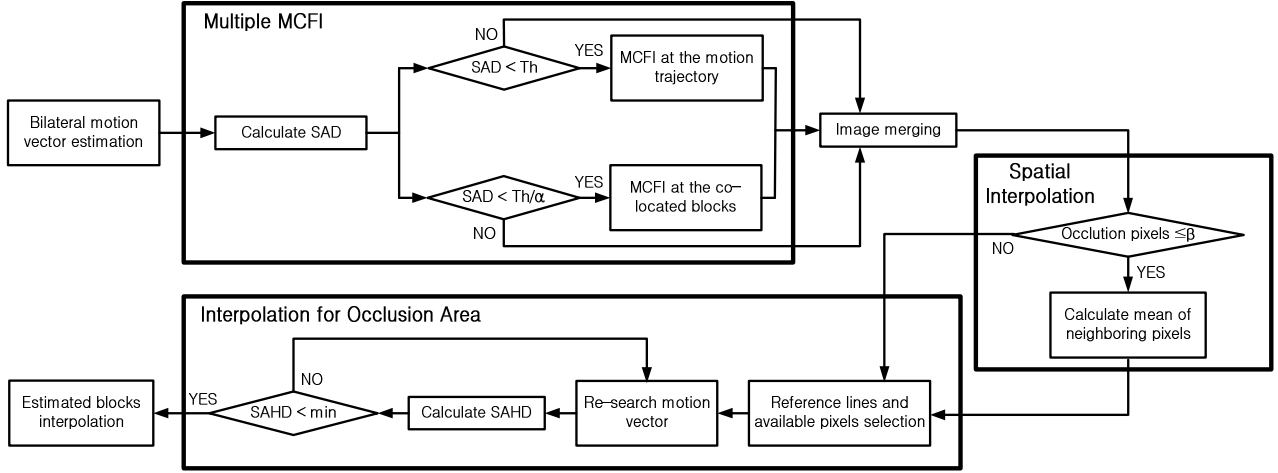 Multiple MCFI
NO
SAD < Th
YES
MCFI at the motion
trajectory
Bilateral motion
vector estimation
Calculate SAD
Image merging
SAD < Th/α
YES
MCFI at the co-
located blocks
NO
Spatial
Interpolation
Occlution pixels ≤β
NO
YES
Calculate mean of
neighboring pixels
Interpolation for Occlusion Area
NO
Estimated blocks
interpolation
YES
SAHD < min
Calculate SAHD
Re-search motion
vector
Reference lines and
available pixels selection